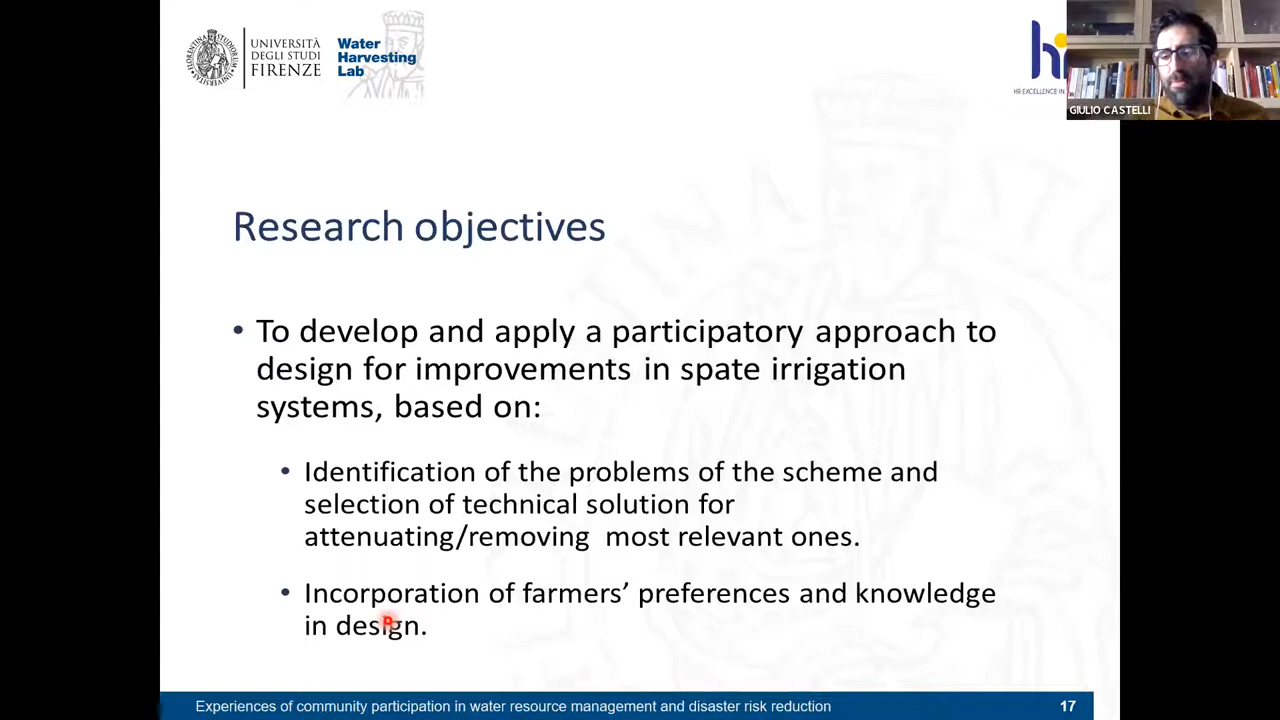 UNIVERSITÀ
DEGLI STUDI
FIRENZE
Water
Harvesting
Lab
HR EXCELLENCE IN
GIULIO CASTELLI
Research objectives
• To develop and apply a participatory approach to
design for improvements in spate irrigation
systems, based on:
• Identification of the problems of the scheme and
selection of technical solution for
attenuating/removing most relevant ones.
• Incorporation of farmers’ preferences and knowledge
in design.
Experiences of community participation in water resource management and disaster risk reduction
17